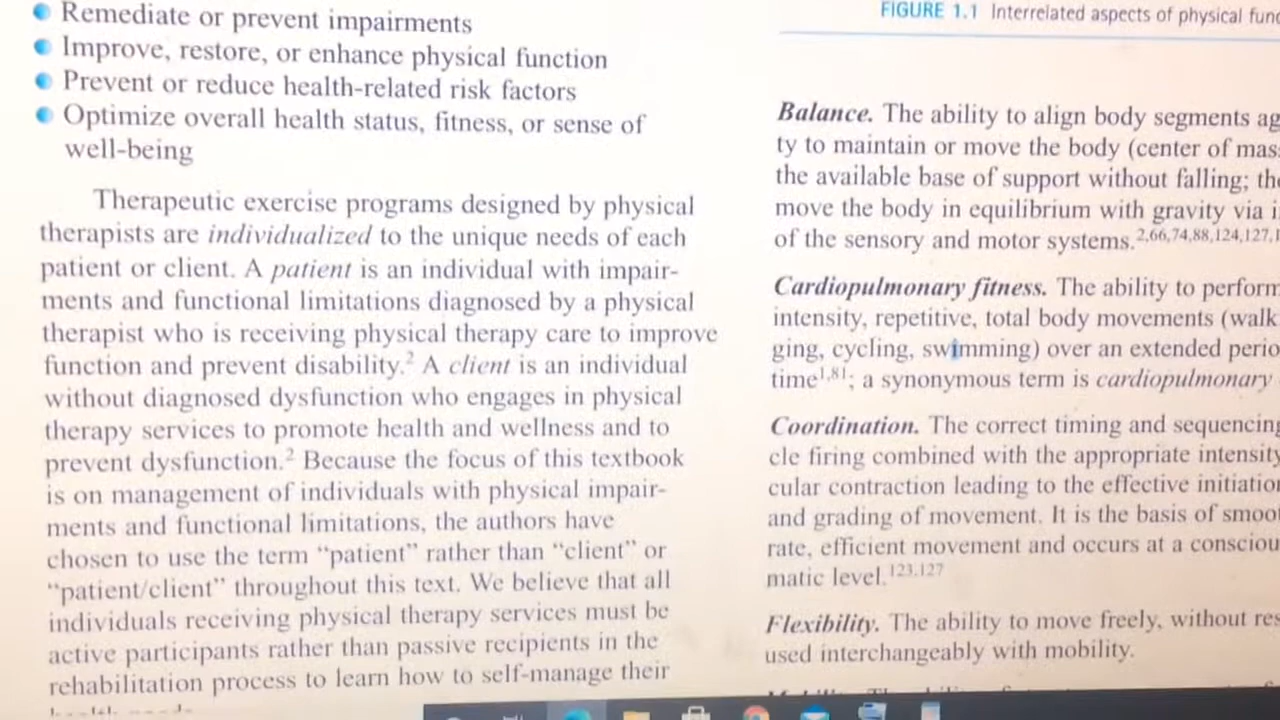 Remediate or prevent impairments
Improve, restore, or enhance physical function
Prevent or reduce health-related risk factors
Optimize overall health status, fitness, or sense of
well-being
Therapeutic exercise programs designed by physical
therapists are individualized to the unique needs of each
patient or client. A patient is an individual with impair-
ments and functional limitations diagnosed by a physical
therapist who is receiving physical therapy care to improve
function and prevent disability.2 A client is an individual
without diagnosed dysfunction who engages in physical
therapy services to promote health and wellness and to
prevent dysfunction.2 Because the focus of this textbook
is on management of individuals with physical impair-
ments and functional limitations, the authors have
chosen to use the term “patient” rather than “client” or
“patient/client” throughout this text. We believe that all
individuals receiving physical therapy services must be
active participants rather than passive recipients in the
rehabilitation process to learn how to self-manage their
FIGURE 1.1 Interrelated aspects of physical func
Balance. The ability to align body segments ag
ty to maintain or move the body (center of mas
the available base of support without falling; the
move the body in equilibrium with gravity via i
of the sensory and motor systems.2,66,74,88,124,127,1
Cardiopulmonary fitness. The ability to perform
intensity, repetitive, total body movements (walk
ging, cycling, swimming) over an extended perio
time1,81; a synonymous term is cardiopulmonary
Coordination. The correct timing and sequencing
cle firing combined with the appropriate intensity
cular contraction leading to the effective initiation
and grading of movement. It is the basis of smoot
rate, efficient movement and occurs at a consciou
matic level.123,127
Flexibility. The ability to move freely, without res
used interchangeably with mobility.